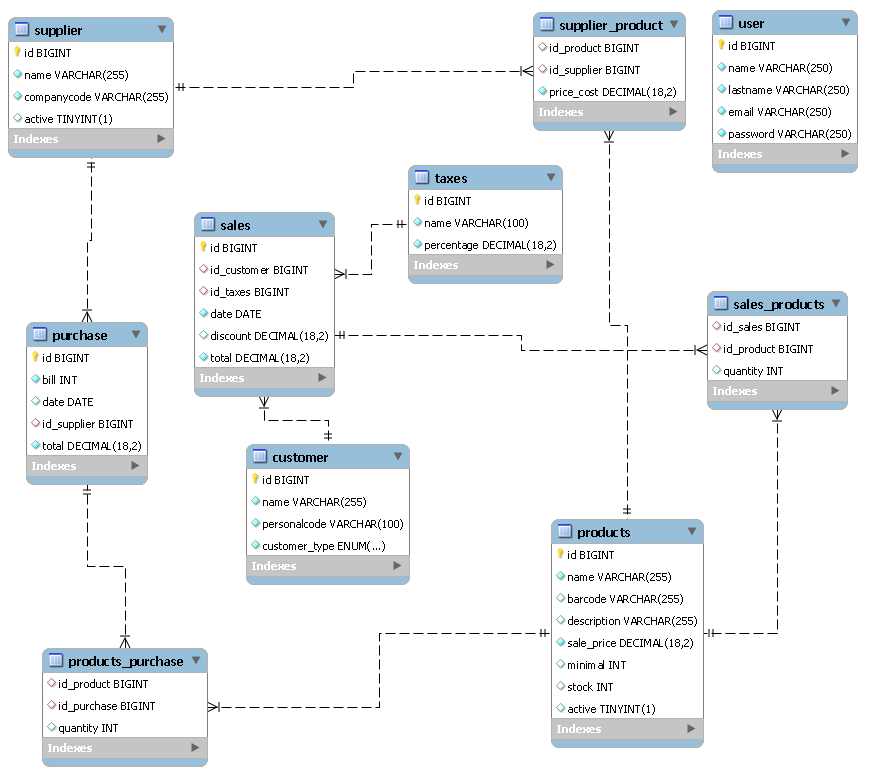 supplier
id BIGINT
name VARCHAR(255)
companycode VARCHAR(255)
active TINYINT(1)
Indexes
supplier_product
id_product BIGINT
id_supplier BIGINT
price_cost DECIMAL(18,2)
Indexes
user
id BIGINT
name VARCHAR(250)
lastname VARCHAR(250)
email VARCHAR(250)
password VARCHAR(250)
Indexes
taxes
id BIGINT
name VARCHAR(100)
percentage DECIMAL(18,2)
Indexes
sales
id BIGINT
id_customer BIGINT
id_taxes BIGINT
date DATE
discount DECIMAL(18,2)
total DECIMAL(18,2)
Indexes
sales_products
id_sales BIGINT
id_product BIGINT
quantity INT
Indexes
purchase
id BIGINT
bill INT
date DATE
id_supplier BIGINT
total DECIMAL(18,2)
Indexes
customer
id BIGINT
name VARCHAR(255)
personalcode VARCHAR(100)
customer_type ENUM(...)
Indexes
products
id BIGINT
name VARCHAR(255)
barcode VARCHAR(255)
description VARCHAR(255)
sale_price DECIMAL(18,2)
minimal INT
stock INT
active TINYINT(1)
Indexes
products_purchase
id_product BIGINT
id_purchase BIGINT
quantity INT
Indexes